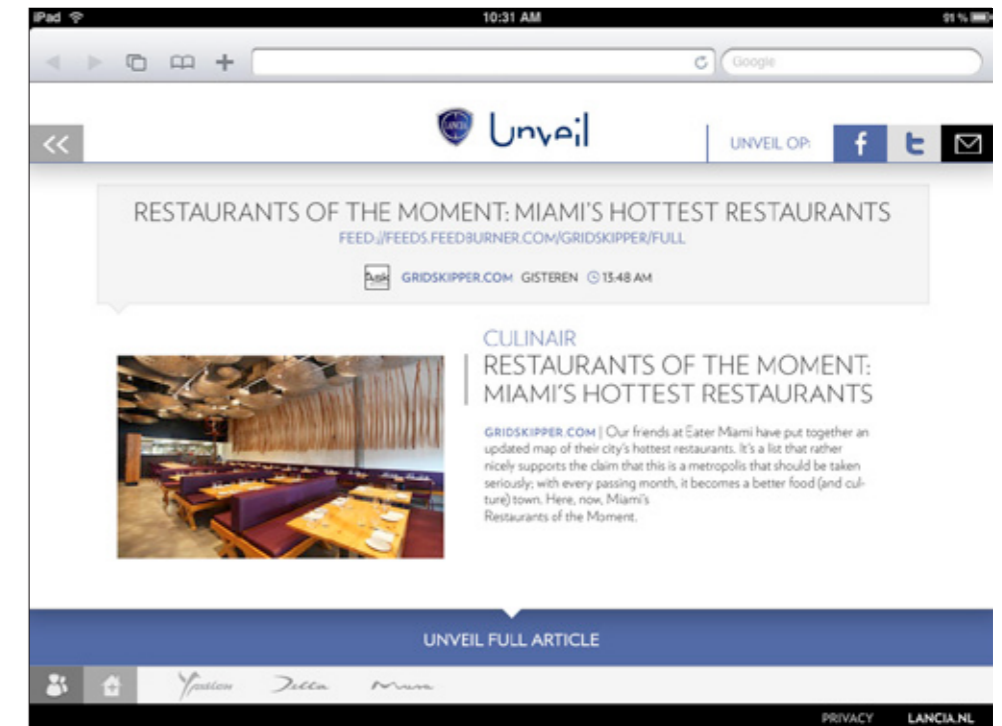 iPad
10:31 AM
91 %
Google
LANCIA
Unveil
UNVEIL OP:
RESTAURANTS OF THE MOMENT: MIAMI'S HOTTEST RESTAURANTS
FEED://FEEDS.FEEDBURNER.COM/GRIDSKIPPER/FULL
GRIDSKIPPER.COM GISTEREN 13:48 AM
CULINAIR
RESTAURANTS OF THE MOMENT:
MIAMI'S HOTTEST RESTAURANTS
GRIDSKIPPER.COM | Our friends at Eater Miami have put together an
updated map of their city's hottest restaurants. It's a list that rather
nicely supports the claim that this is a metropolis that should be taken
seriously; with every passing month, it becomes a better food (and cul-
ture) town. Here, now, Miami's
Restaurants of the Moment.
UNVEIL FULL ARTICLE
Ypsilon Delta Musa
PRIVACY LANCIA.NL